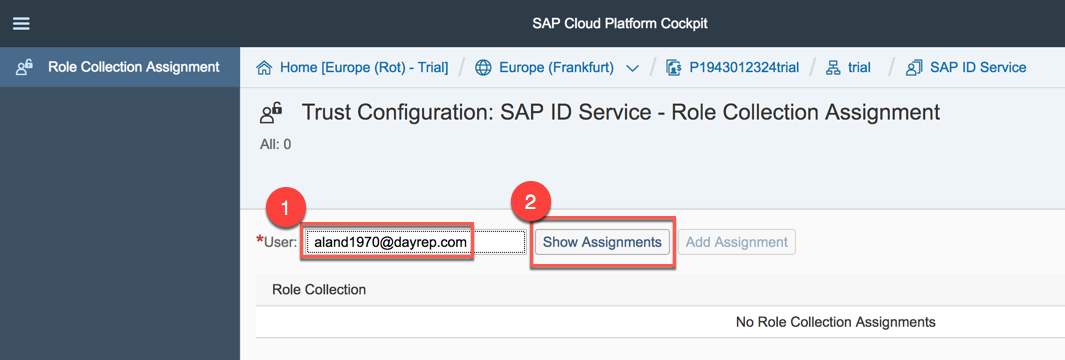 SAP Cloud Platform Cockpit
Role Collection Assignment
Home [Europe (Rot) - Trial] / Europe (Frankfurt) / P1943012324trial / trial / SAP ID Service
Trust Configuration: SAP ID Service - Role Collection Assignment
All: 0
1
2
*User: aland1970@dayrep.com Show Assignments Add Assignment
Role Collection
No Role Collection Assignments